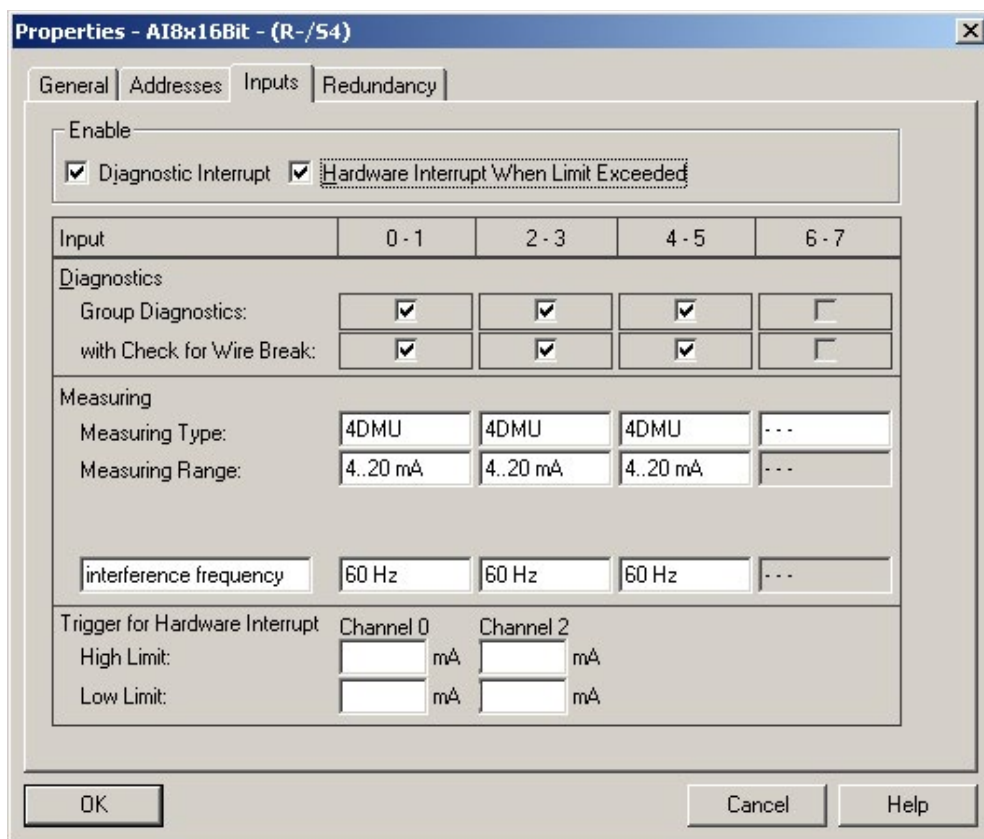 Properties - AI8x16Bit - (R-/S4)
General Addresses Inputs Redundancy
Enable
Diagnostic Interrupt Hardware Interrupt When Limit Exceeded
Input 0 - 1 2 - 3 4 - 5 6 - 7
Diagnostics
Group Diagnostics:
with Check for Wire Break:
Measuring
Measuring Type: 4DMU 4DMU 4DMU - - -
Measuring Range: 4..20 mA 4..20 mA 4..20 mA - - -
interference frequency 60 Hz 60 Hz 60 Hz - - -
Trigger for Hardware Interrupt Channel 0 Channel 2
High Limit: mA mA
Low Limit: mA mA
OK Cancel Help